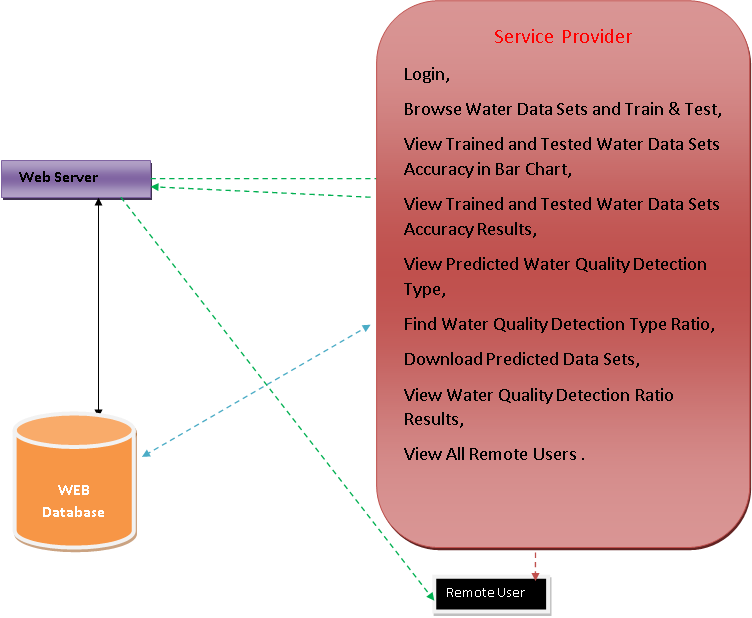 Service Provider
Login,
Browse Water Data Sets and Train & Test,
View Trained and Tested Water Data Sets
Accuracy in Bar Chart,
View Trained and Tested Water Data Sets
Accuracy Results,
View Predicted Water Quality Detection
Type,
Find Water Quality Detection Type Ratio,
Download Predicted Data Sets,
View Water Quality Detection Ratio
Results,
View All Remote Users .
Web Server
WEB
Database
Remote User